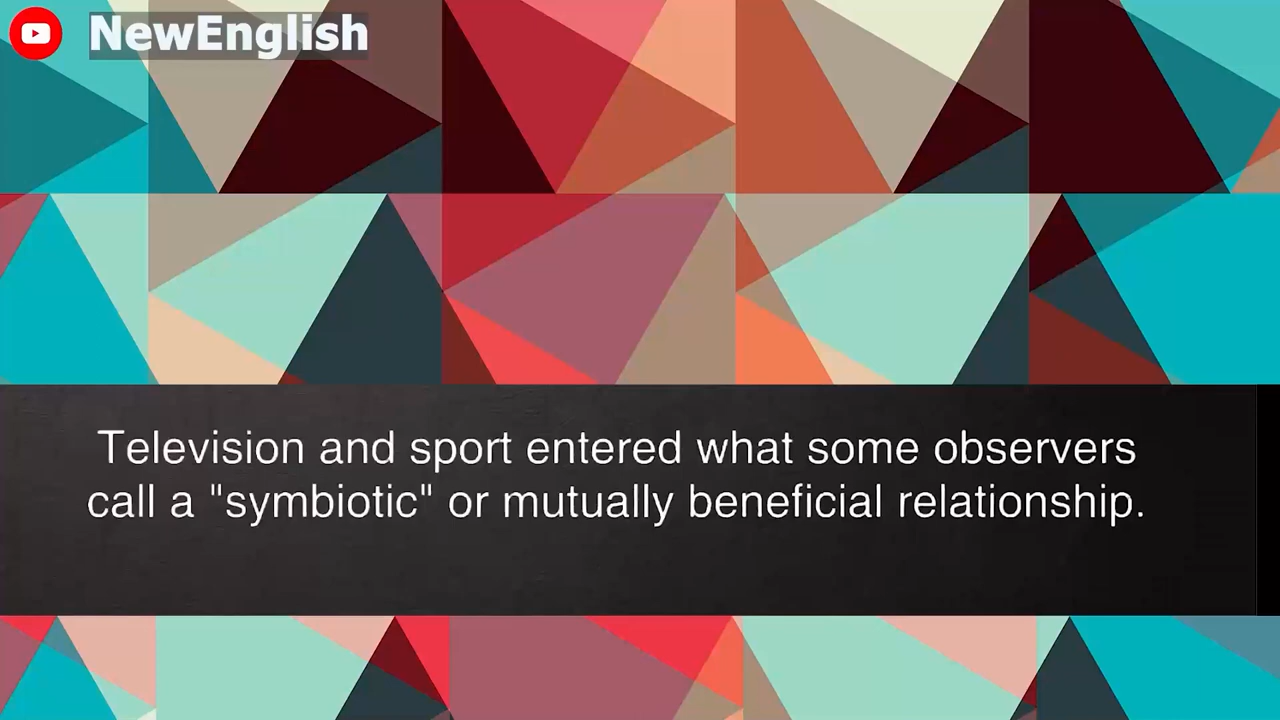 NewEnglish
Television and sport entered what some observers
call a "symbiotic" or mutually beneficial relationship.